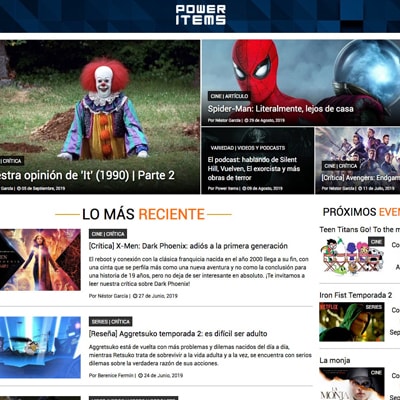 POWER
ITEMS
CINE | CRÍTICA
stra opinión de 'It' (1990) | Parte 2
García | 05 de Septiembre, 2019
CINE | ARTÍCULO
Spider-Man: Literalmente, lejos de casa
Por Néstor García | 29 de Agosto, 2019
VARIEDAD | VIDEOS Y PODCASTS
El podcast: hablando de Silent
Hill, Vuelven, El exorcista y más
obras de terror
Por Power Items | 09 de Agosto, 2019
CINE | CRÍTICA
[Crítica] Avengers: Endgam
Por Néstor García | 11 de Julio, 2019
LO MÁS RECIENTE
CINE | CRÍTICA
[Crítica] X-Men: Dark Phoenix: adiós a la primera generación
El reboot y conexión con la clásica franquicia nacida en el año 2000 llega a su fin, con
una cinta que se perfila más como una nueva aventura y no como la conclusión para
una historia de 19 años, pero no deja de ser interesante en absoluto. ¡Te invitamos a
leer nuestra crítica sobre Dark Phoenix!
Por Néstor García | 27 de Junio, 2019
SERIES | CRÍTICA
[Reseña] Aggretsuko temporada 2: es difícil ser adulto
Aggretsuko está de vuelta con más problemas y dilemas nacidos del día a día,
mientras Retsuko trata de sobrevivir a la vida adulta y a la vez, se encuentra con serios
dilemas sobre la verdadera razón de sus acciones.
Por Berenice Fermín | 24 de Junio, 2019
PRÓXIMOS EVEN
Teen Titans Go! To the m
CINE
Co
Sep
Iron Fist Temporada 2
NETFLIX
SERIES
Co
Sep
La monja
CINE
Co
LA MONJA
Sep